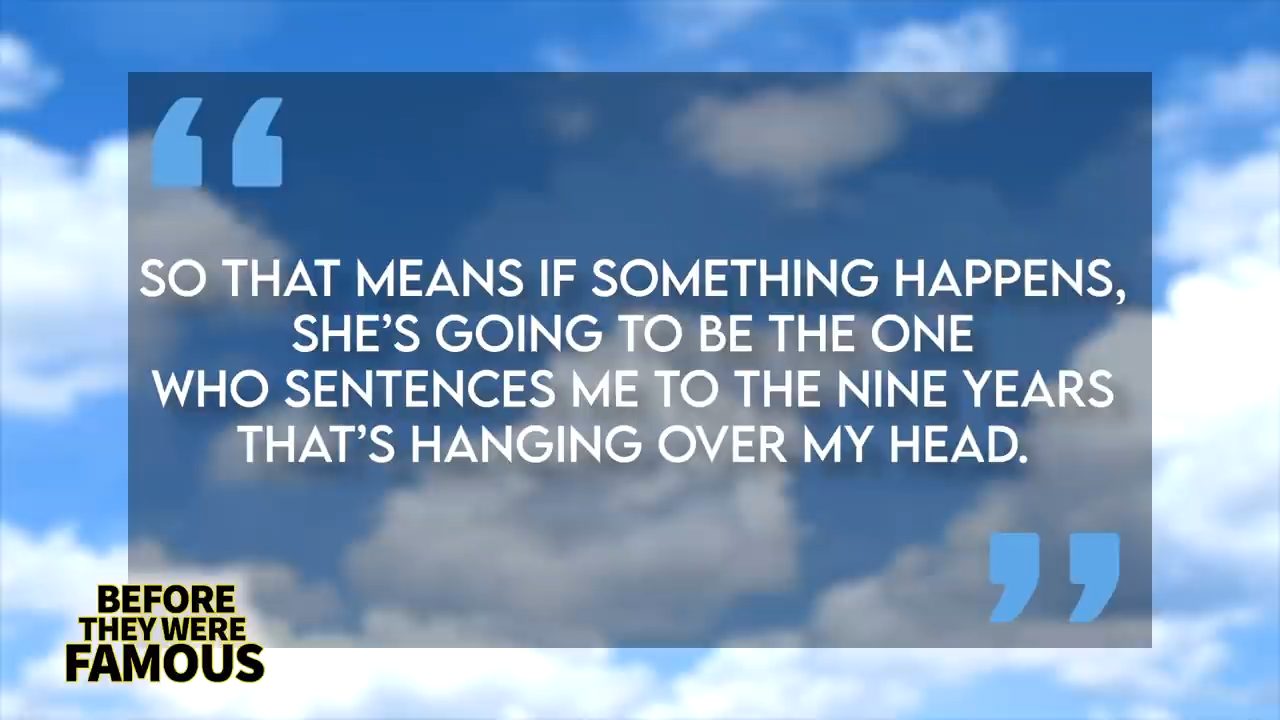 “
SO THAT MEANS IF SOMETHING HAPPENS,
SHE’S GOING TO BE THE ONE
WHO SENTENCES ME TO THE NINE YEARS
THAT’S HANGING OVER MY HEAD.
”
BEFORE
THEY WERE
FAMOUS